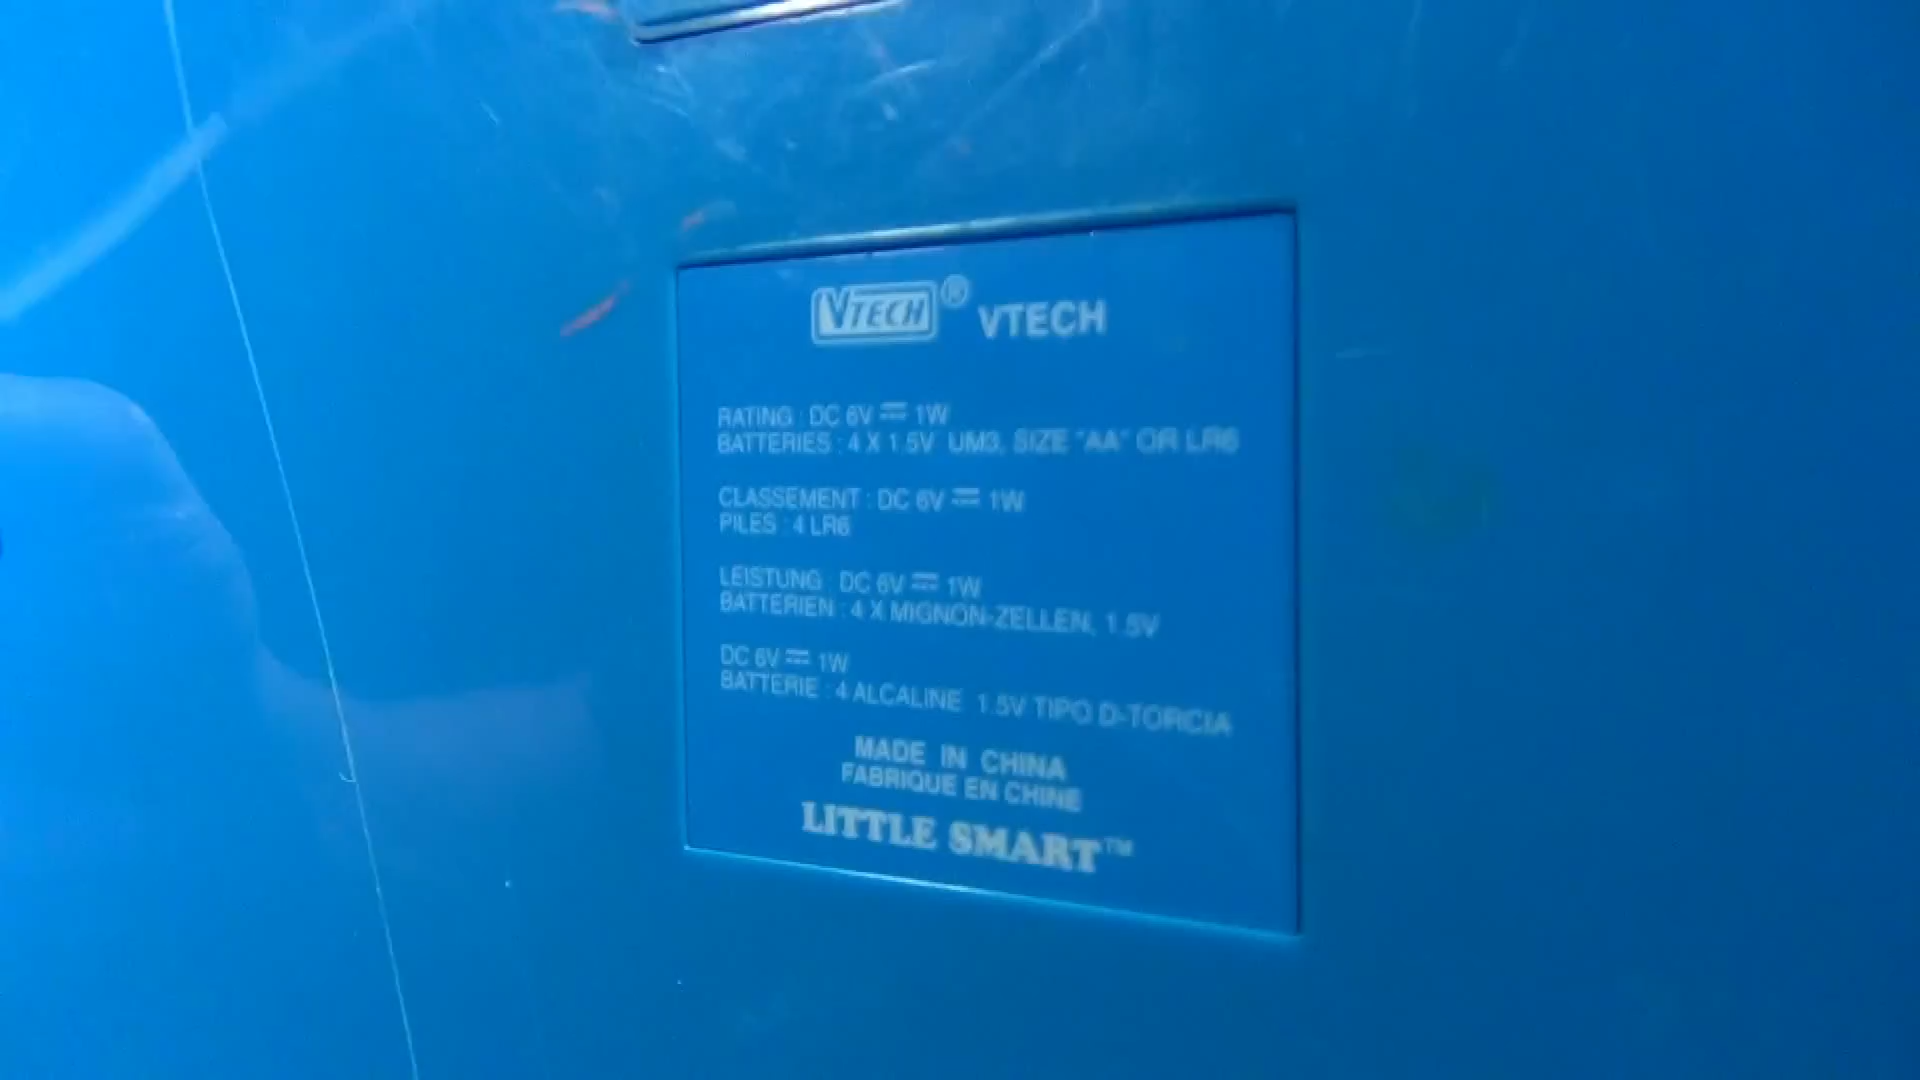 VTECH® VTECH
RATING : DC 6V ⎓ 1W
BATTERIES : 4 X 1.5V UM3, SIZE "AA" OR LR6
CLASSEMENT : DC 6V ⎓ 1W
PILES : 4 LR6
LEISTUNG : DC 6V ⎓ 1W
BATTERIEN : 4 X MIGNON-ZELLEN, 1.5V
DC 6V ⎓ 1W
BATTERIE : 4 ALCALINE 1.5V TIPO D-TORCIA
MADE IN CHINA
FABRIQUE EN CHINE
LITTLE SMART™